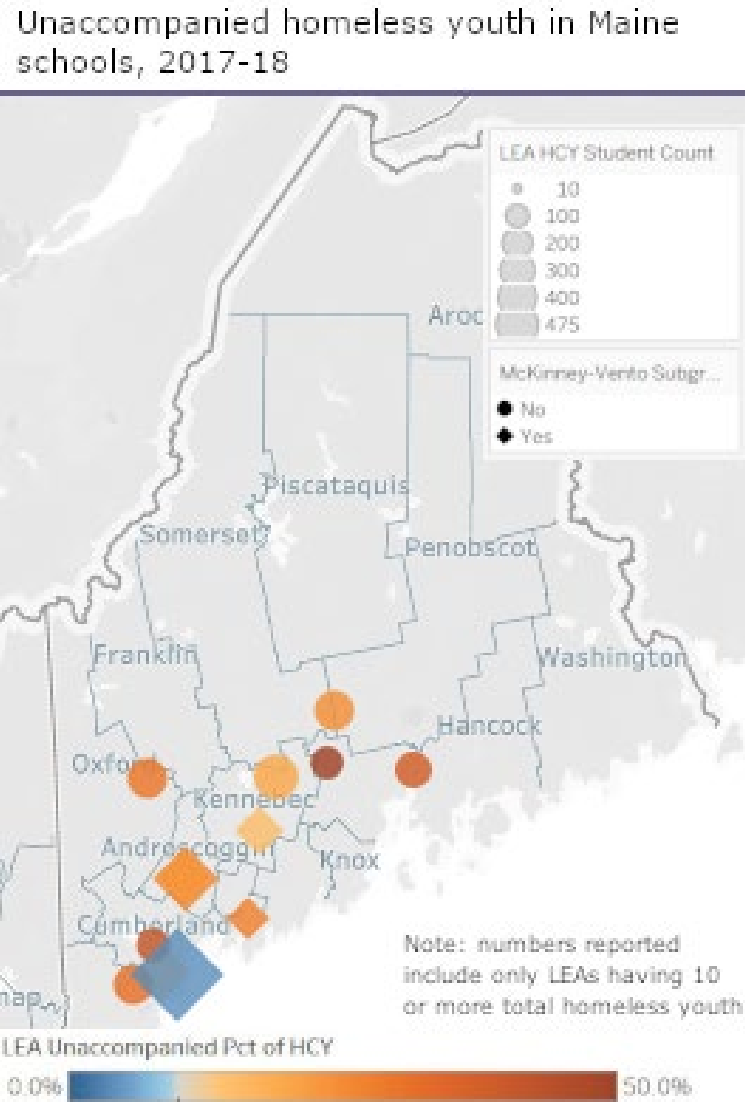 Unaccompanied homeless youth in Maine
schools, 2017-18
LEA HCY Student Count
10
100
200
300
400
475
Aroc
McKinney-Vento Subgr...
No
Yes
Piscataquis
Somerset
Penobscot
Franklin
Washington
Hancock
Oxford
Kennebec
Androscoggin
Knox
Cumberland
Note: numbers reported
include only LEAs having 10
or more total homeless youth
nap
LEA Unaccompanied Pct of HCY
0.0% 50.0%